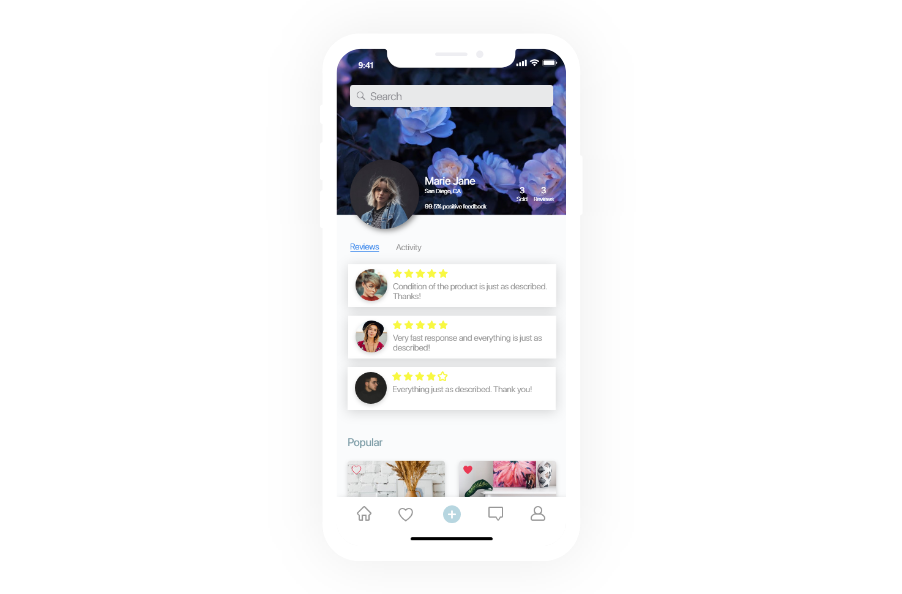 9:41
Search
Marie Jane
San Diego, CA
99.5% positive feedback
3 3
Sold Reviews
Reviews Activity
Condition of the product is just as described.
Thanks!
Very fast response and everything is just as
described!
Everything just as described. Thank you!
Popular